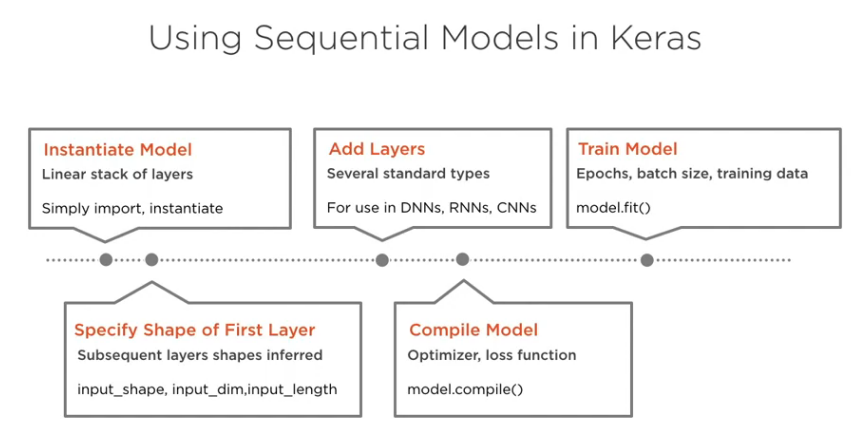 Using Sequential Models in Keras
Instantiate Model
Linear stack of layers
Simply import, instantiate
Specify Shape of First Layer
Subsequent layers shapes inferred
input_shape, input_dim,input_length
Add Layers
Several standard types
For use in DNNs, RNNs, CNNs
Compile Model
Optimizer, loss function
model.compile()
Train Model
Epochs, batch size, training data
model.fit()